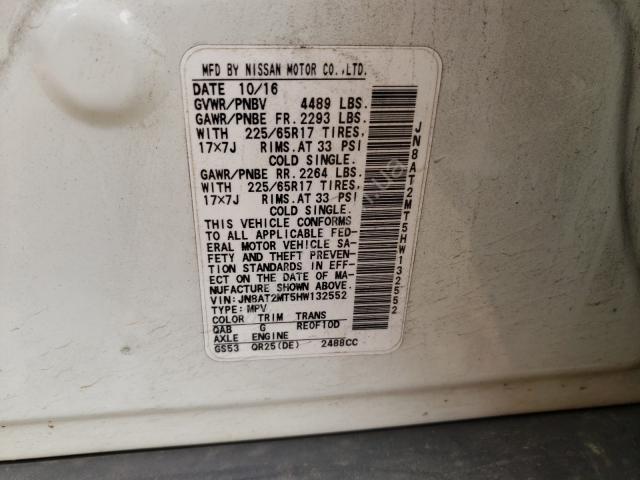 MFD BY NISSAN MOTOR CO.,LTD.
DATE 10/16
GVWR/PNBV 4489 LBS.
GAWR/PNBE FR. 2293 LBS.
WITH 225/65R17 TIRES,
17×7J RIMS.AT 33 PSI
COLD SINGLE.
GAWR/PNBE RR. 2264 LBS.
WITH 225/65R17 TIRES,
17×7J RIMS.AT 33 PSI
COLD SINGLE.
THIS VEHICLE CONFORMS
TO ALL APPLICABLE FED-
ERAL MOTOR VEHICLE SA-
FETY AND THEFT PREVEN-
TION STANDARDS IN EFF-
ECT ON THE DATE OF MA-
NUFACTURE SHOWN ABOVE.
VIN: JN8AT2MT5HW132552
TYPE: MPV
COLOR TRIM TRANS
QAB G RE0F10D
AXLE ENGINE
GS53 QR25(DE) 2488CC
JN8AT2MT5HW132552